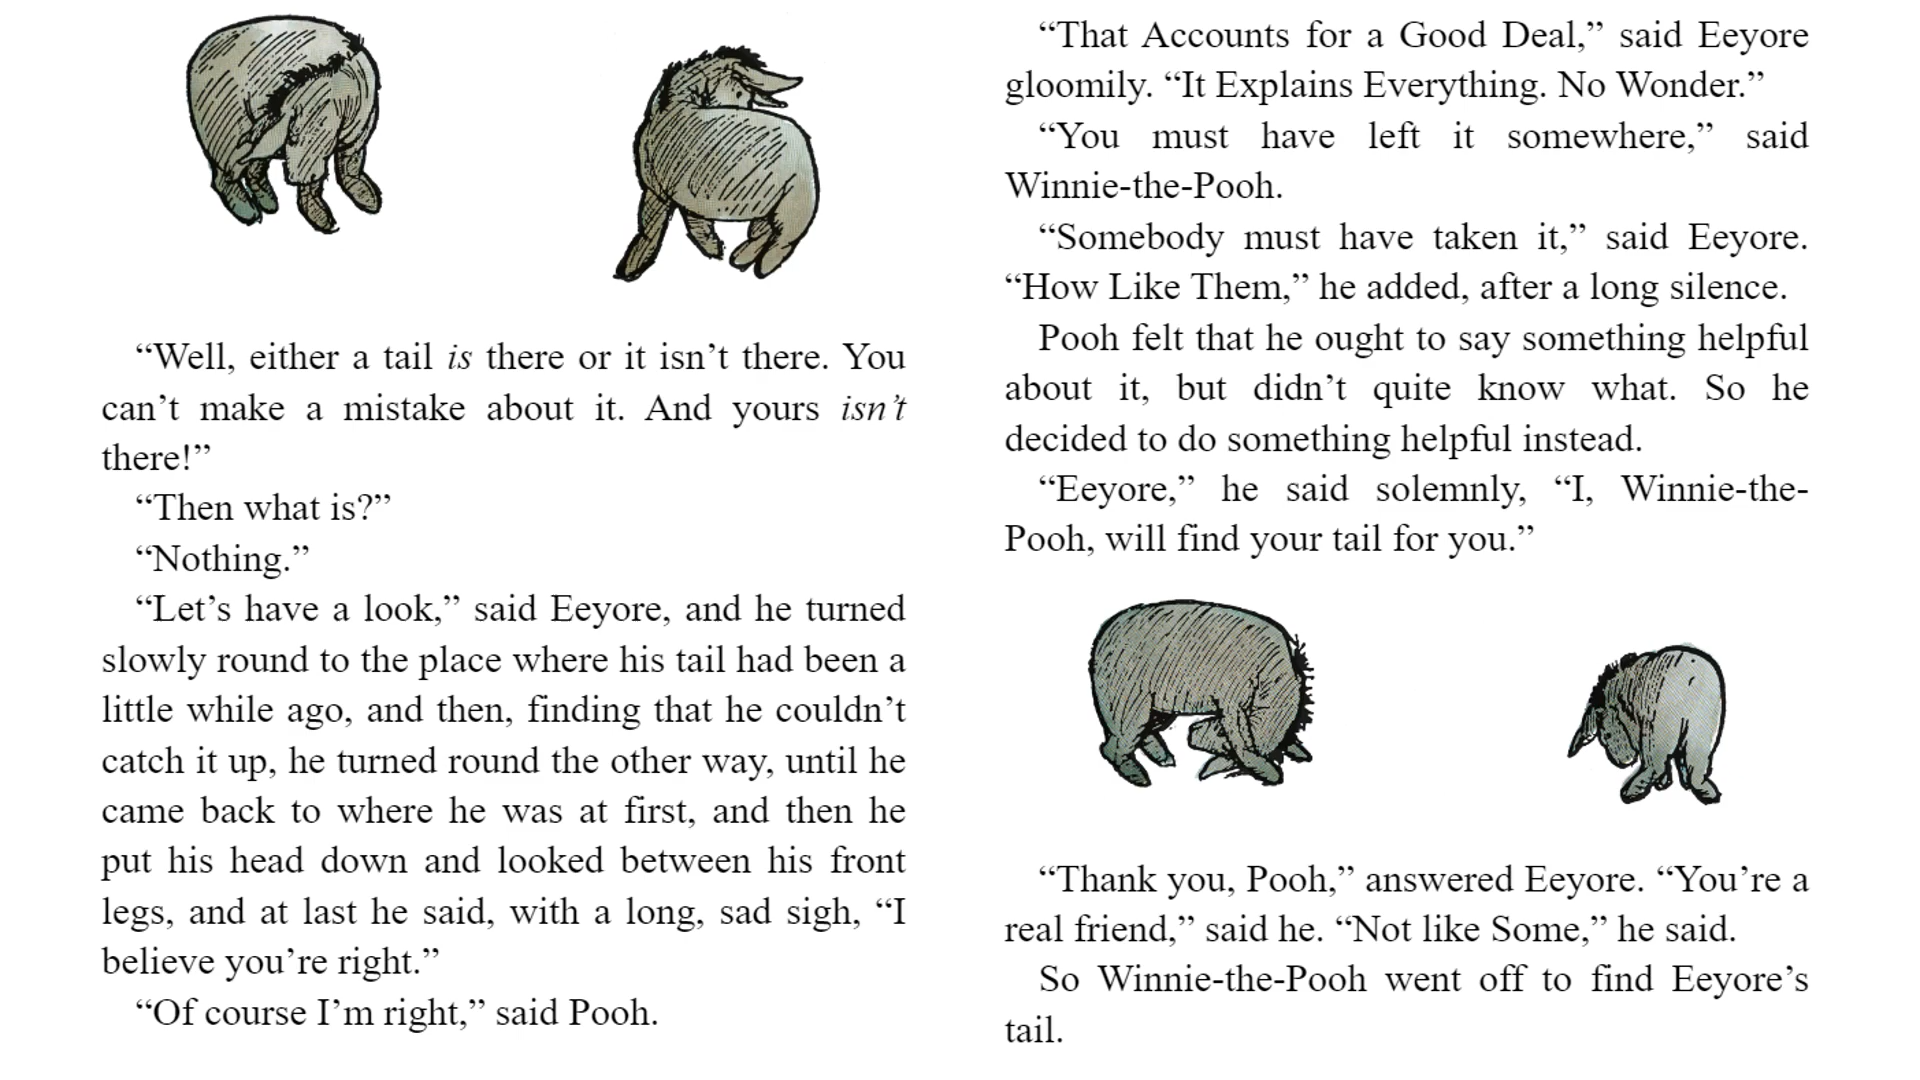 “Well, either a tail is there or it isn’t there. You
can’t make a mistake about it. And yours isn’t
there!”
“Then what is?”
“Nothing.”
“Let’s have a look,” said Eeyore, and he turned
slowly round to the place where his tail had been a
little while ago, and then, finding that he couldn’t
catch it up, he turned round the other way, until he
came back to where he was at first, and then he
put his head down and looked between his front
legs, and at last he said, with a long, sad sigh, “I
believe you’re right.”
“Of course I’m right,” said Pooh.
“That Accounts for a Good Deal,” said Eeyore
gloomily. “It Explains Everything. No Wonder.”
“You must have left it somewhere,” said
Winnie-the-Pooh.
“Somebody must have taken it,” said Eeyore.
“How Like Them,” he added, after a long silence.
Pooh felt that he ought to say something helpful
about it, but didn’t quite know what. So he
decided to do something helpful instead.
“Eeyore,” he said solemnly, “I, Winnie-the-
Pooh, will find your tail for you.”
“Thank you, Pooh,” answered Eeyore. “You’re a
real friend,” said he. “Not like Some,” he said.
So Winnie-the-Pooh went off to find Eeyore’s
tail.